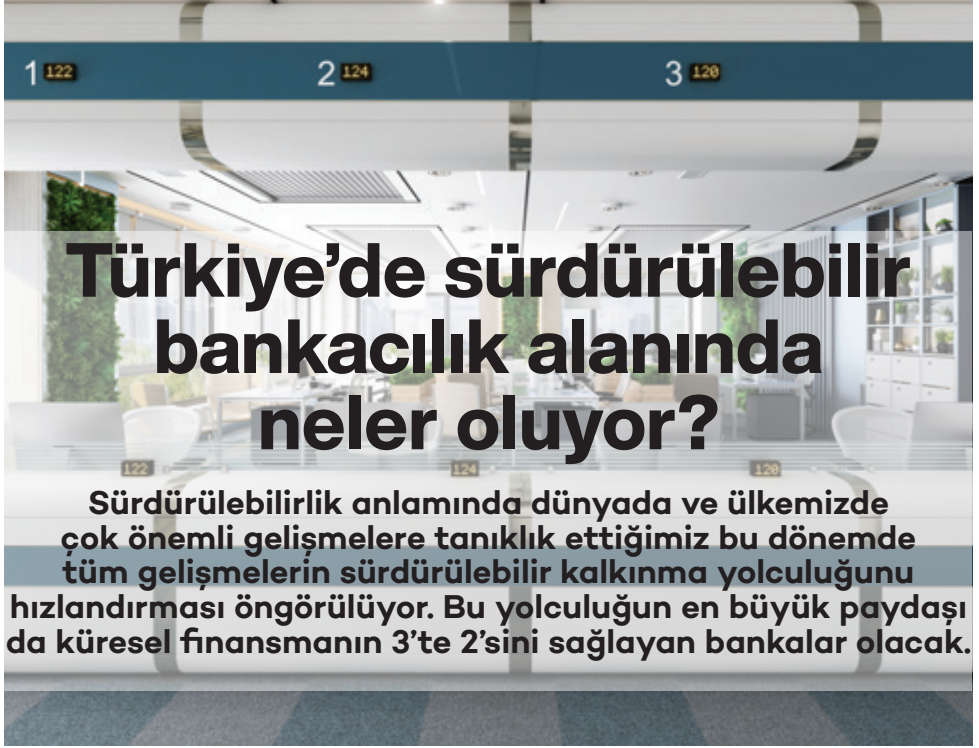 1 122 2 124 3 120
Türkiye’de sürdürülebilir
bankacılık alanında
neler oluyor?
122 124 120
Sürdürülebilirlik anlamında dünyada ve ülkemizde
çok önemli gelişmelere tanıklık ettiğimiz bu dönemde
tüm gelişmelerin sürdürülebilir kalkınma yolculuğunu
hızlandırması öngörülüyor. Bu yolculuğun en büyük paydaşı
da küresel finansmanın 3’te 2’sini sağlayan bankalar olacak.